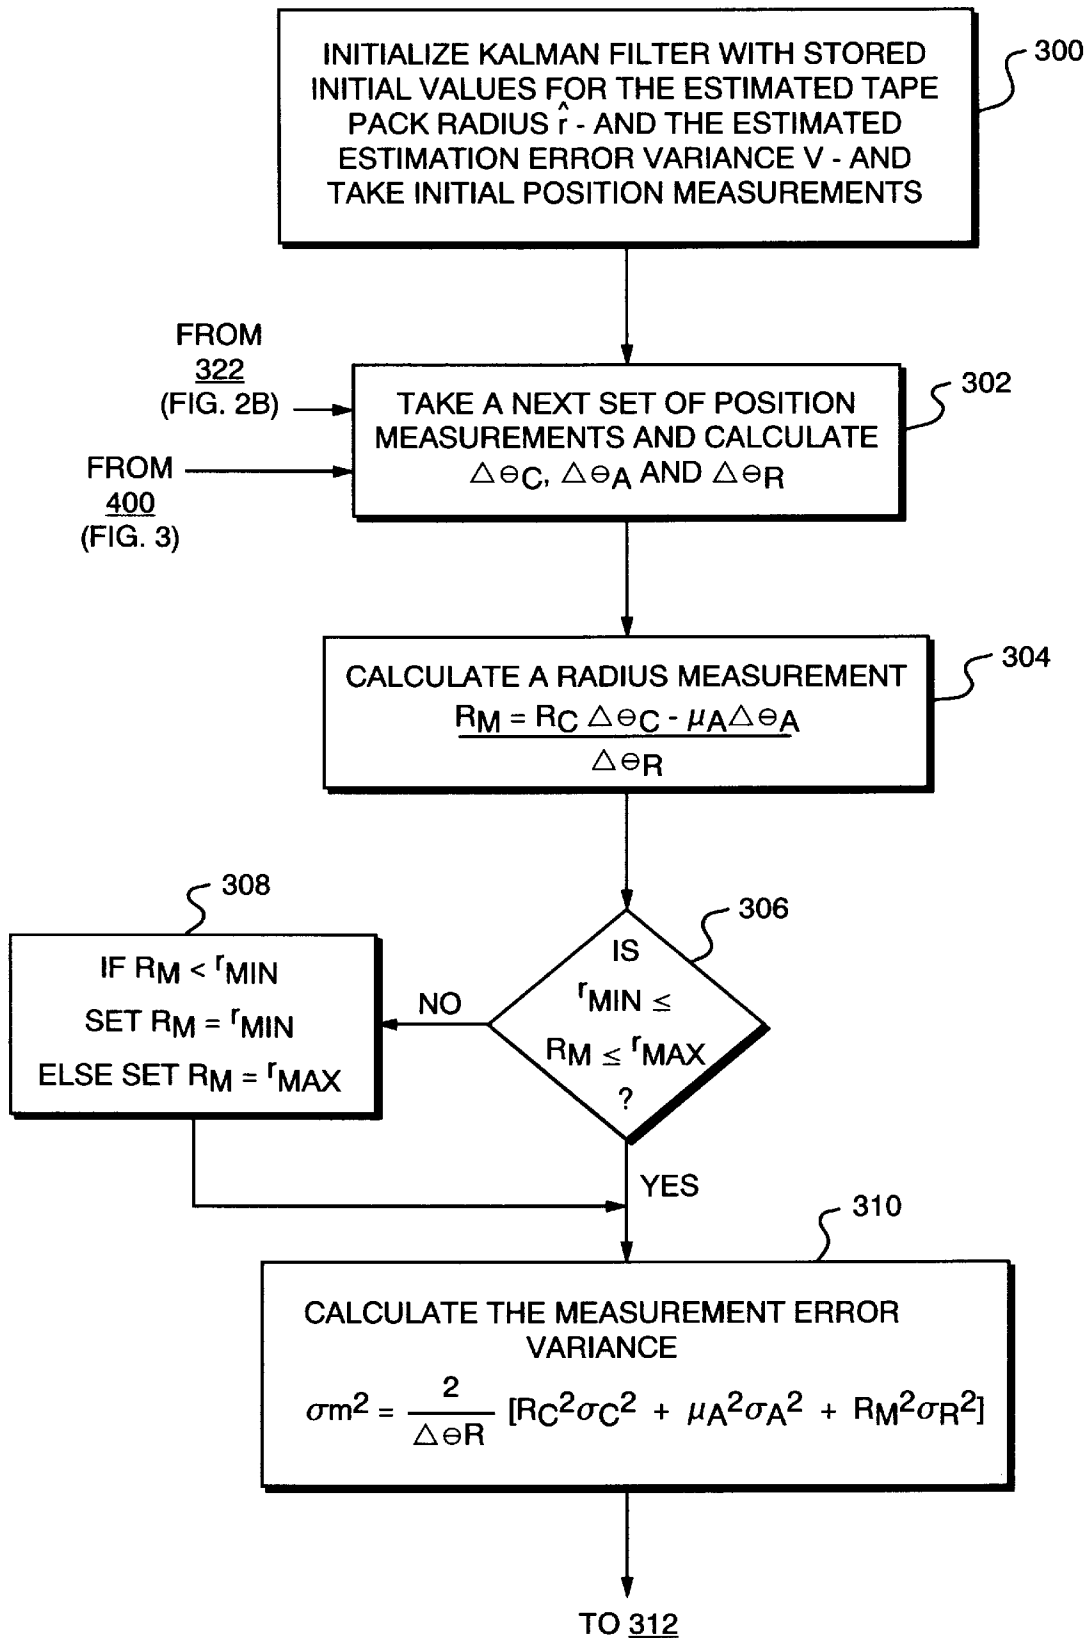 INITIALIZE KALMAN FILTER WITH STORED
INITIAL VALUES FOR THE ESTIMATED TAPE
PACK RADIUS r̂ - AND THE ESTIMATED
ESTIMATION ERROR VARIANCE V - AND
TAKE INITIAL POSITION MEASUREMENTS
300
FROM
322
(FIG. 2B)
FROM
400
(FIG. 3)
TAKE A NEXT SET OF POSITION
MEASUREMENTS AND CALCULATE
△ΘC, △ΘA AND △ΘR
302
CALCULATE A RADIUS MEASUREMENT
RM = RC △ΘC - μA△ΘA
△ΘR
304
306
IS
rMIN ≤
RM ≤ rMAX
?
NO
YES
308
IF RM < rMIN
SET RM = rMIN
ELSE SET RM = rMAX
310
CALCULATE THE MEASUREMENT ERROR
VARIANCE
σm² = 2/△ΘR [RC²σC² + μA²σA² + RM²σR²]
TO 312